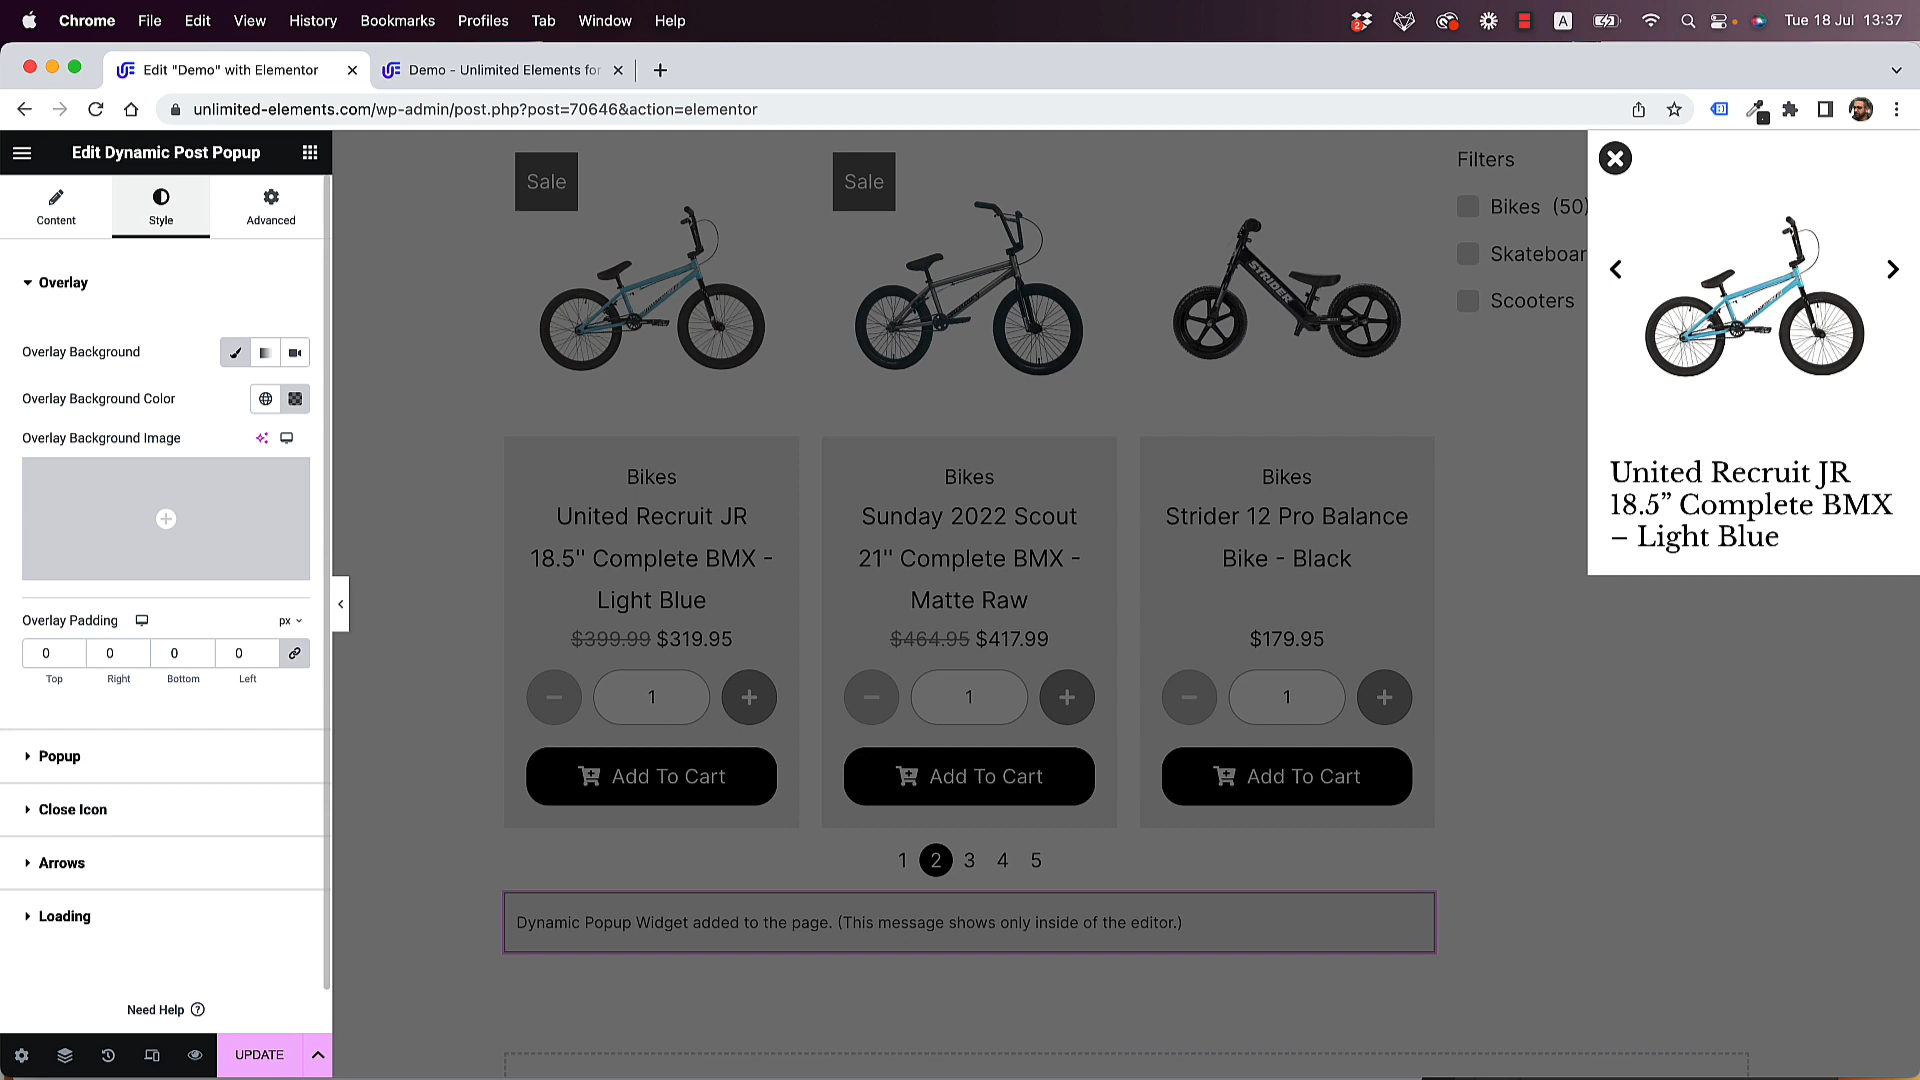 Chrome File Edit View History Bookmarks Profiles Tab Window Help
2 A Tue 18 Jul 13:37
Edit "Demo" with Elementor
Demo - Unlimited Elements for
unlimited-elements.com/wp-admin/post.php?post=70646&action=elementor
Edit Dynamic Post Popup
Content Style Advanced
Overlay
Overlay Background
Overlay Background Color
Overlay Background Image
Overlay Padding px
0 0 0 0
Top Right Bottom Left
Popup
Close Icon
Arrows
Loading
Need Help
UPDATE
Sale
Sale
STRIDER
Bikes
United Recruit JR
18.5" Complete BMX -
Light Blue
$399.99 $319.95
1
Add To Cart
Bikes
Sunday 2022 Scout
21" Complete BMX -
Matte Raw
$464.95 $417.99
1
Add To Cart
Bikes
Strider 12 Pro Balance
Bike - Black
$179.95
1
Add To Cart
1 2 3 4 5
Dynamic Popup Widget added to the page. (This message shows only inside of the editor.)
Filters
Bikes (50)
Skateboar
Scooters
United Recruit JR
18.5” Complete BMX
– Light Blue